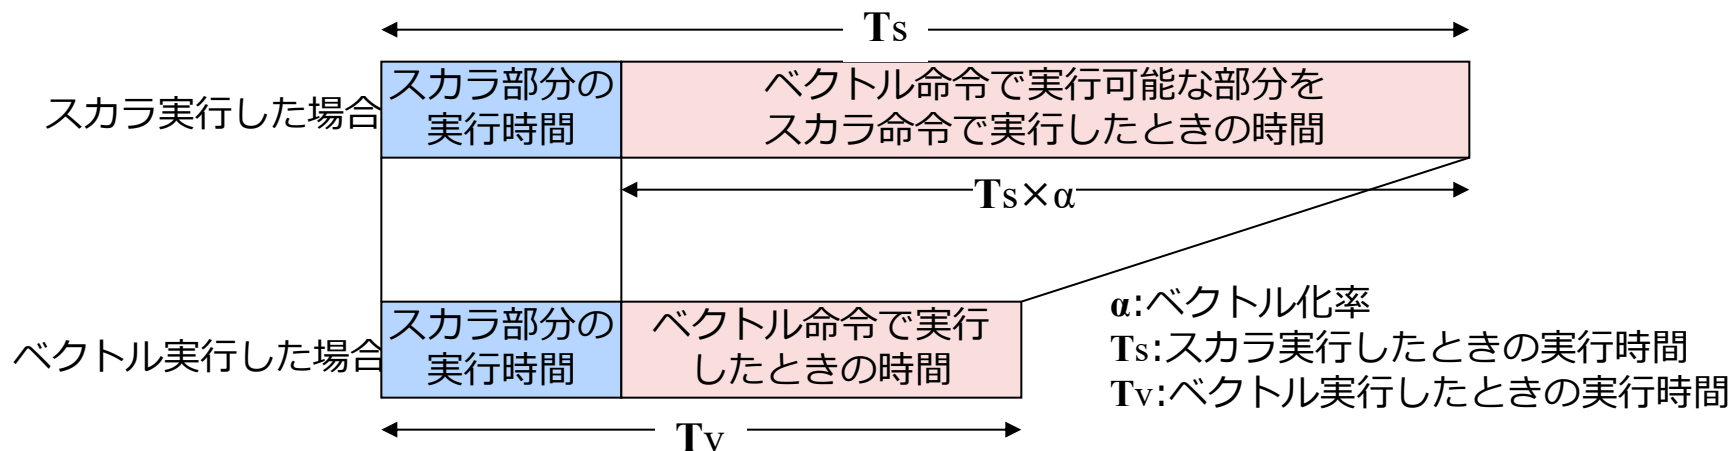 Ts
スカラ実行した場合
スカラ部分の
実行時間
ベクトル命令で実行可能な部分を
スカラ命令で実行したときの時間
Ts×α
ベクトル実行した場合
スカラ部分の
実行時間
ベクトル命令で実行
したときの時間
α:ベクトル化率
Ts:スカラ実行したときの実行時間
Tv:ベクトル実行したときの実行時間
Tv